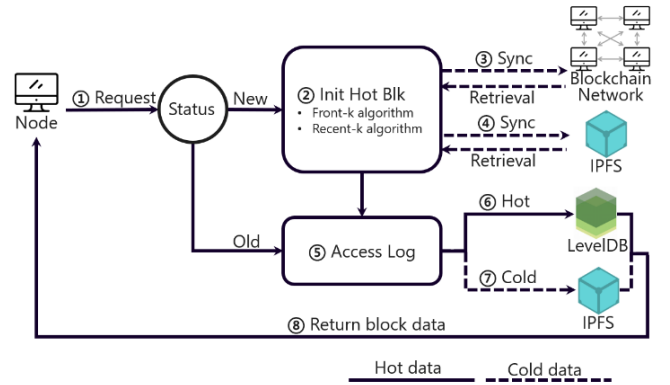 ③ Sync
Blockchain
Network
Retrieval
① Request
Status
New
② Init Hot Blk
• Front-k algorithm
• Recent-k algorithm
Node
④ Sync
Retrieval
IPFS
⑥ Hot
LevelDB
Old
⑤ Access Log
⑦ Cold
IPFS
⑧ Return block data
Hot data
Cold data